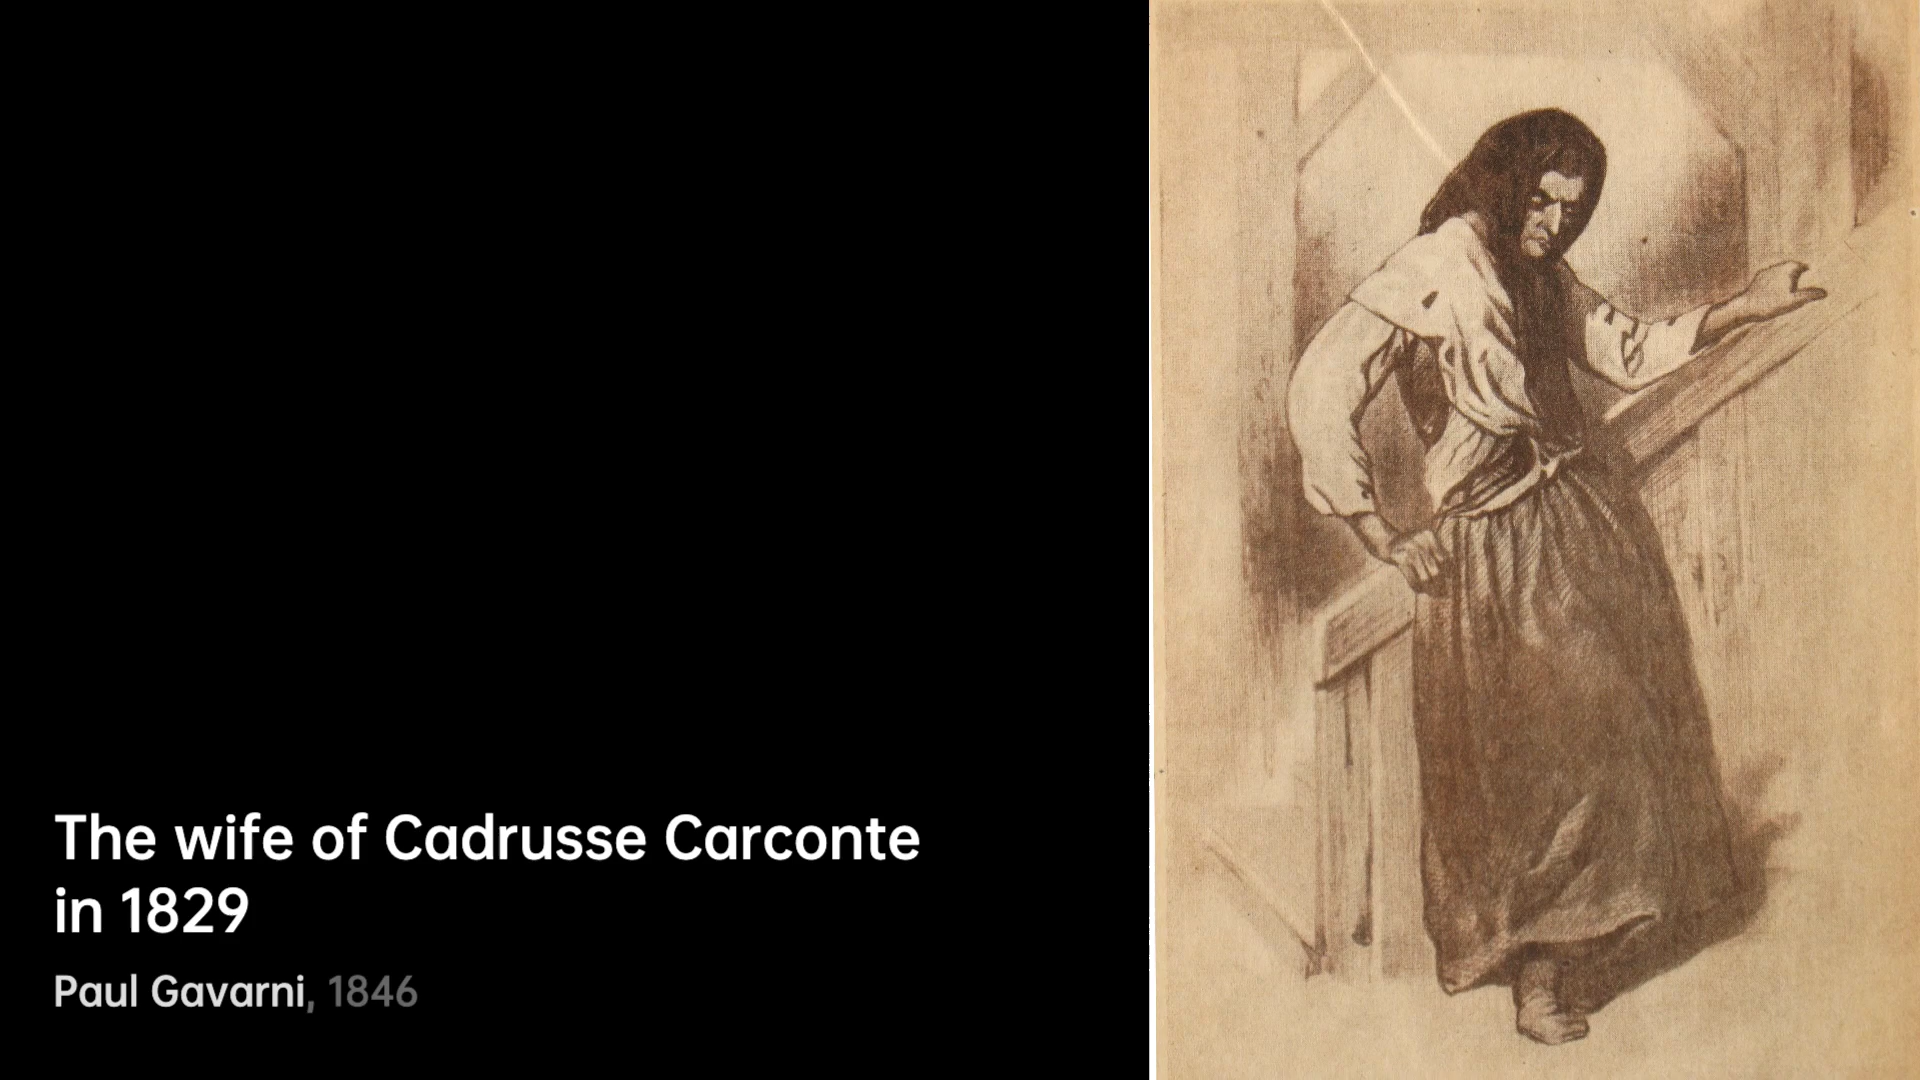 The wife of Cadrusse Carconte
in 1829
Paul Gavarni, 1846